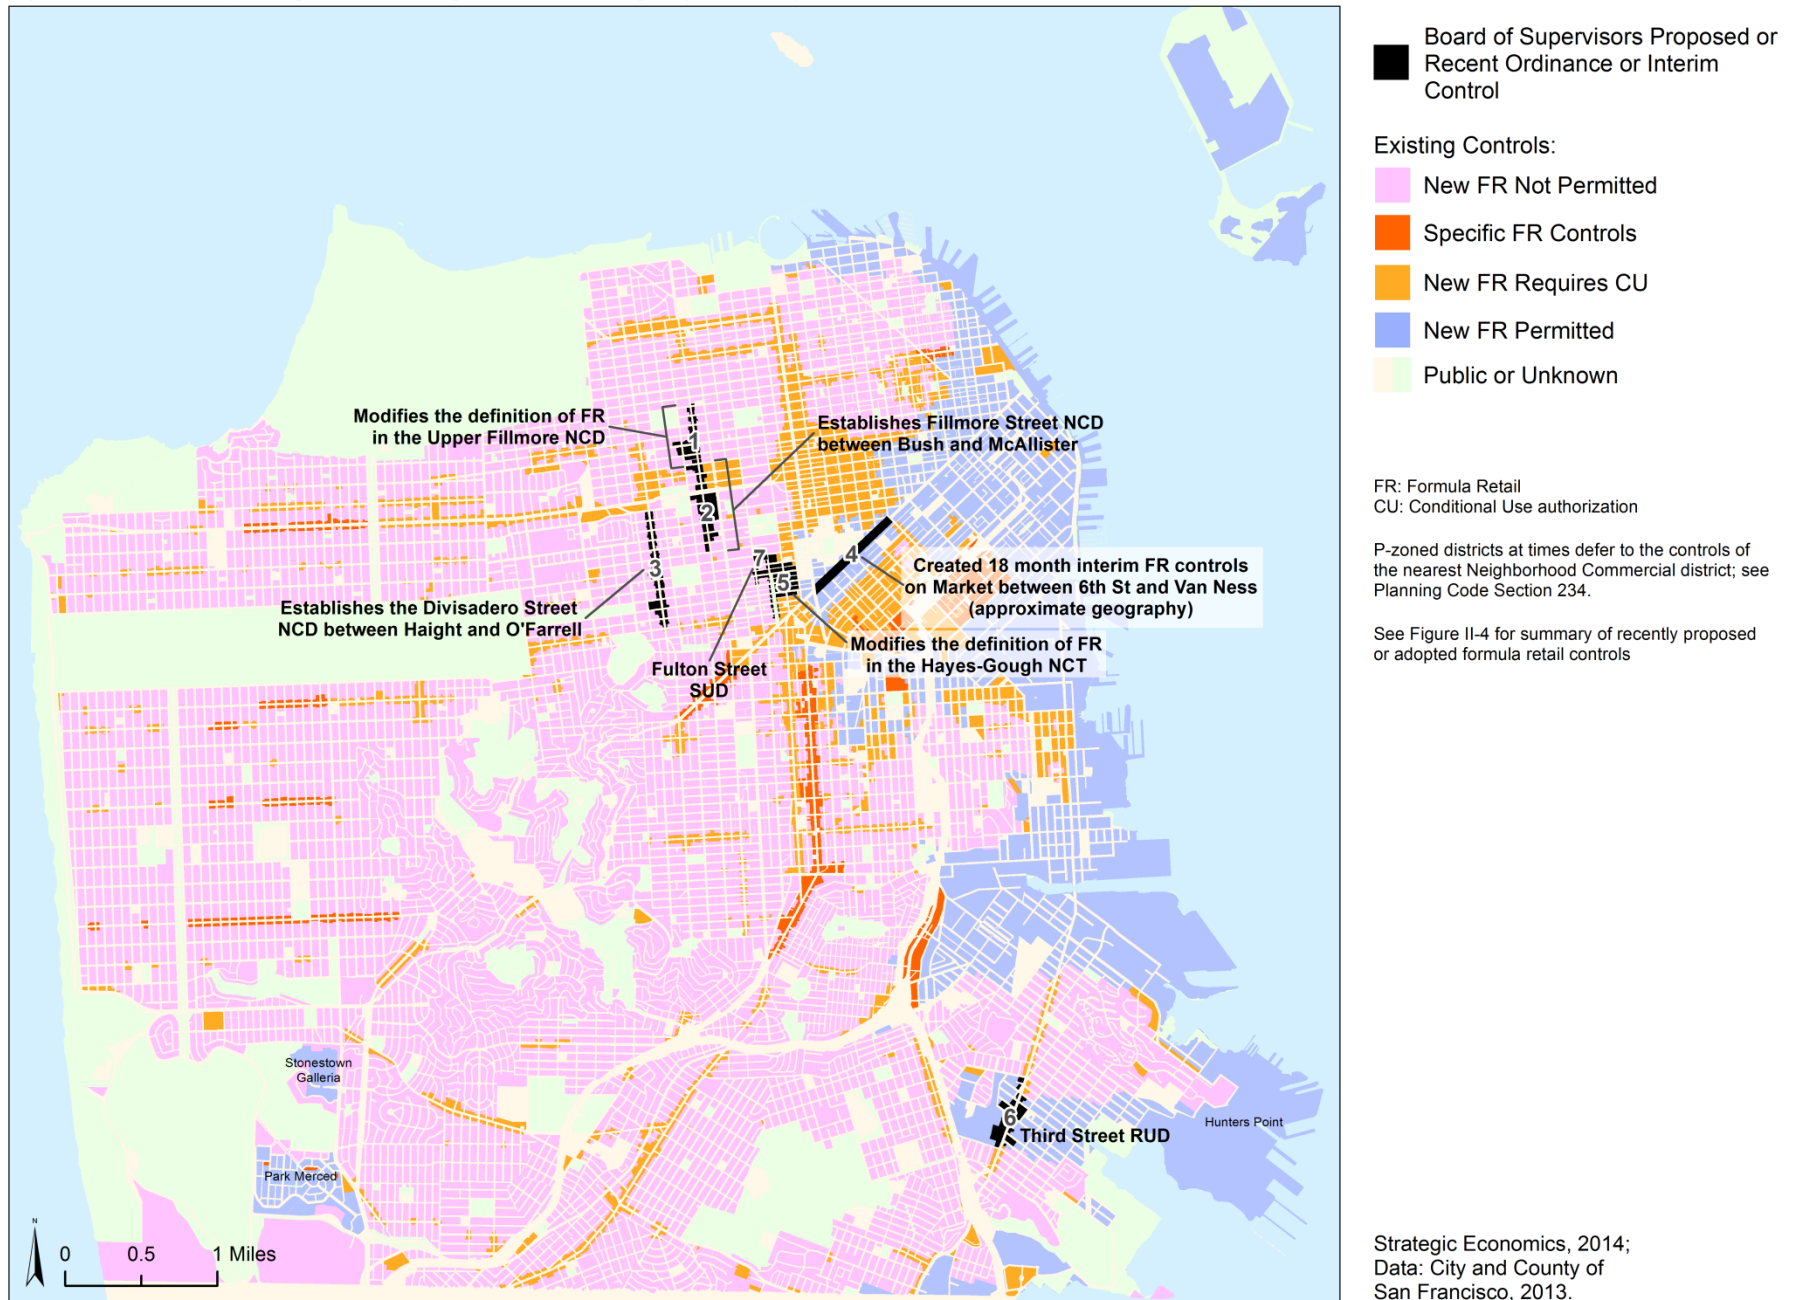 Modifies the definition of FR
in the Upper Fillmore NCD
Establishes Fillmore Street NCD
between Bush and McAllister
1
2
3
7
5
4
Created 18 month interim FR controls
on Market between 6th St and Van Ness
(approximate geography)
Establishes the Divisadero Street
NCD between Haight and O'Farrell
Modifies the definition of FR
in the Hayes-Gough NCT
Fulton Street
SUD
Stonestown
Galleria
Park Merced
6
Third Street RUD
Hunters Point
N
0 0.5 1 Miles
Board of Supervisors Proposed or
Recent Ordinance or Interim
Control
Existing Controls:
New FR Not Permitted
Specific FR Controls
New FR Requires CU
New FR Permitted
Public or Unknown
FR: Formula Retail
CU: Conditional Use authorization
P-zoned districts at times defer to the controls of
the nearest Neighborhood Commercial district; see
Planning Code Section 234.
See Figure II-4 for summary of recently proposed
or adopted formula retail controls
Strategic Economics, 2014;
Data: City and County of
San Francisco, 2013.